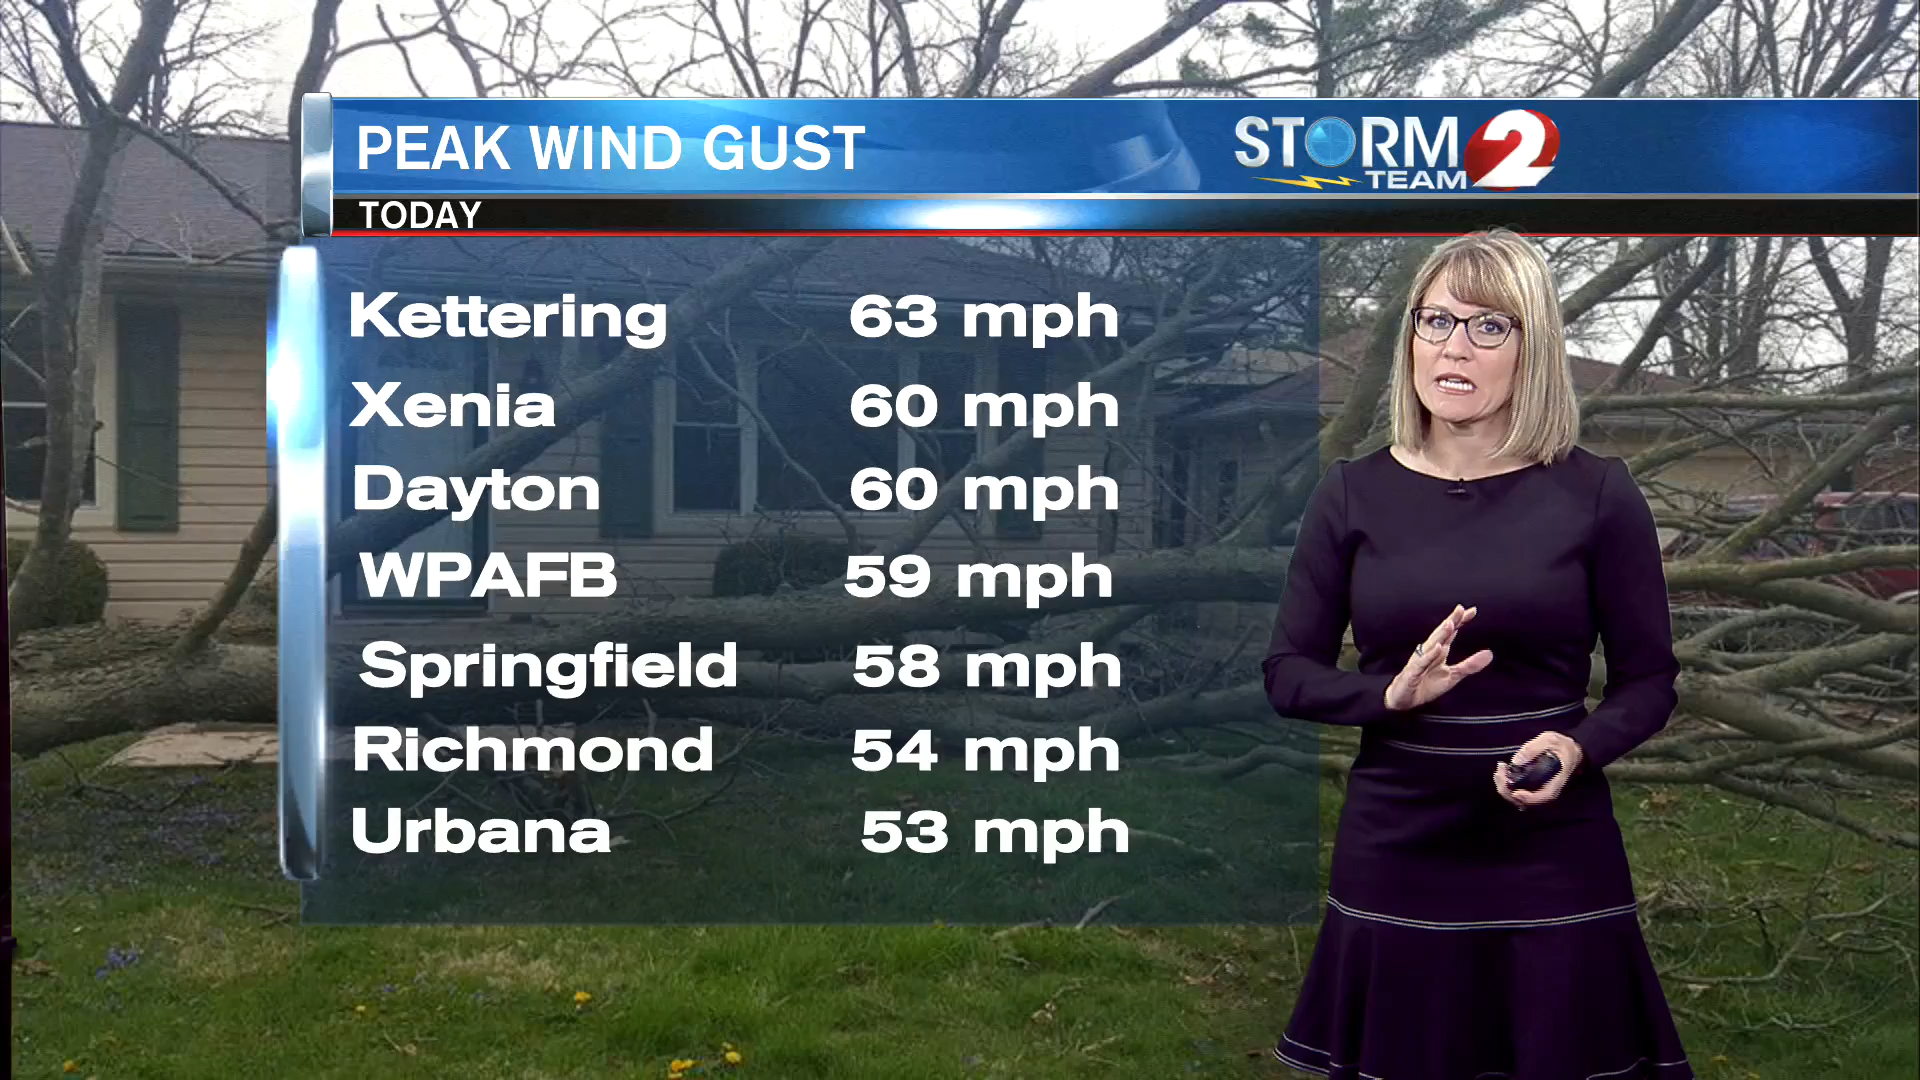 PEAK WIND GUST
STORM TEAM 2
TODAY
Kettering 63 mph
Xenia 60 mph
Dayton 60 mph
WPAFB 59 mph
Springfield 58 mph
Richmond 54 mph
Urbana 53 mph